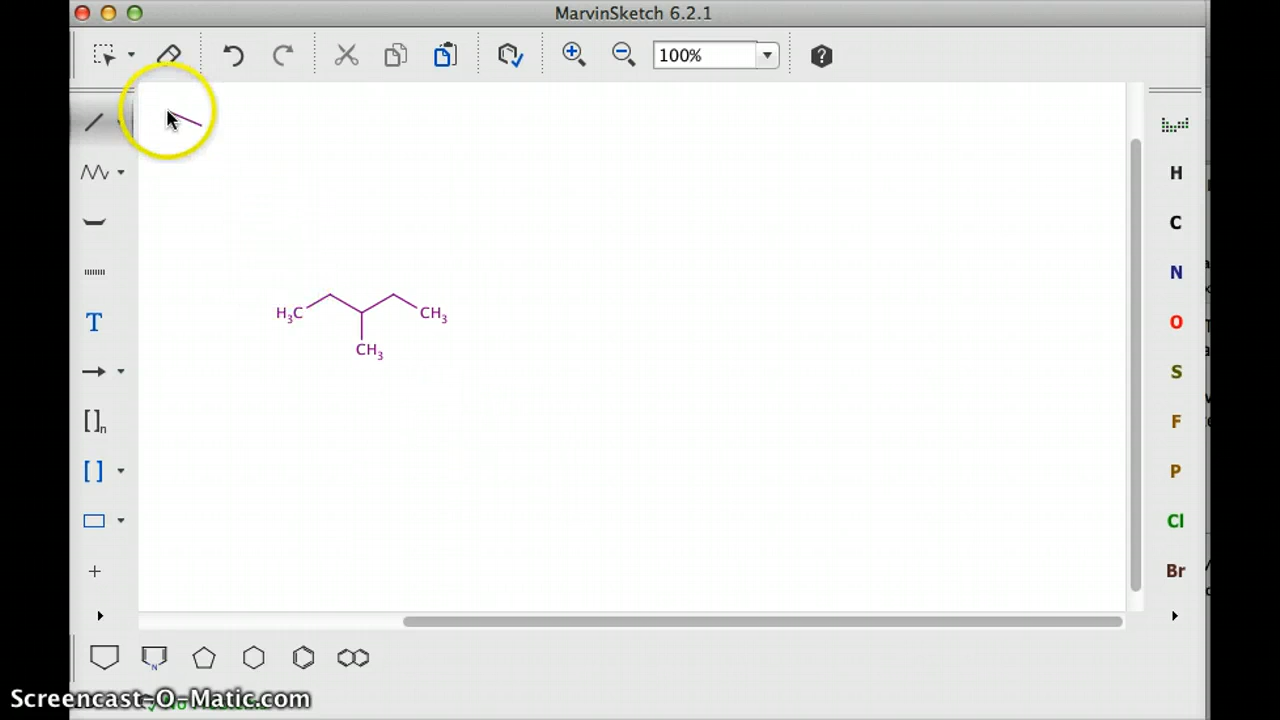 MarvinSketch 6.2.1
100%
H
C
N
O
S
F
P
Cl
Br
T
[ ]n
[ ]
H3C
CH3
CH3
N
Screencast-O-Matic.com